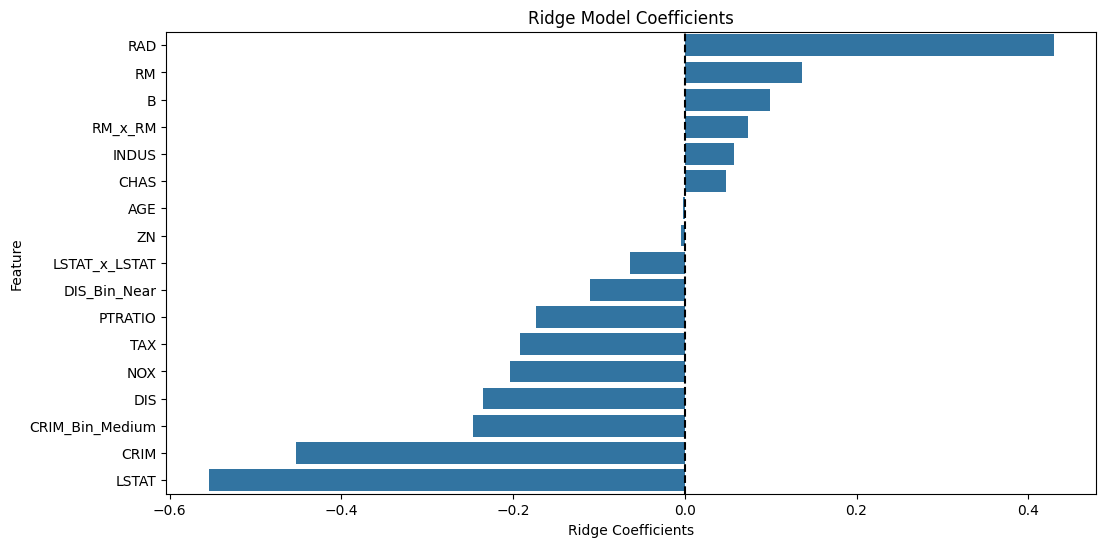 Ridge Model Coefficients
RAD
RM
B
RM_x_RM
INDUS
CHAS
AGE
ZN
LSTAT_x_LSTAT
DIS_Bin_Near
PTRATIO
TAX
NOX
DIS
CRIM_Bin_Medium
CRIM
LSTAT
Feature
−0.6 −0.4 −0.2 0.0 0.2 0.4
Ridge Coefficients